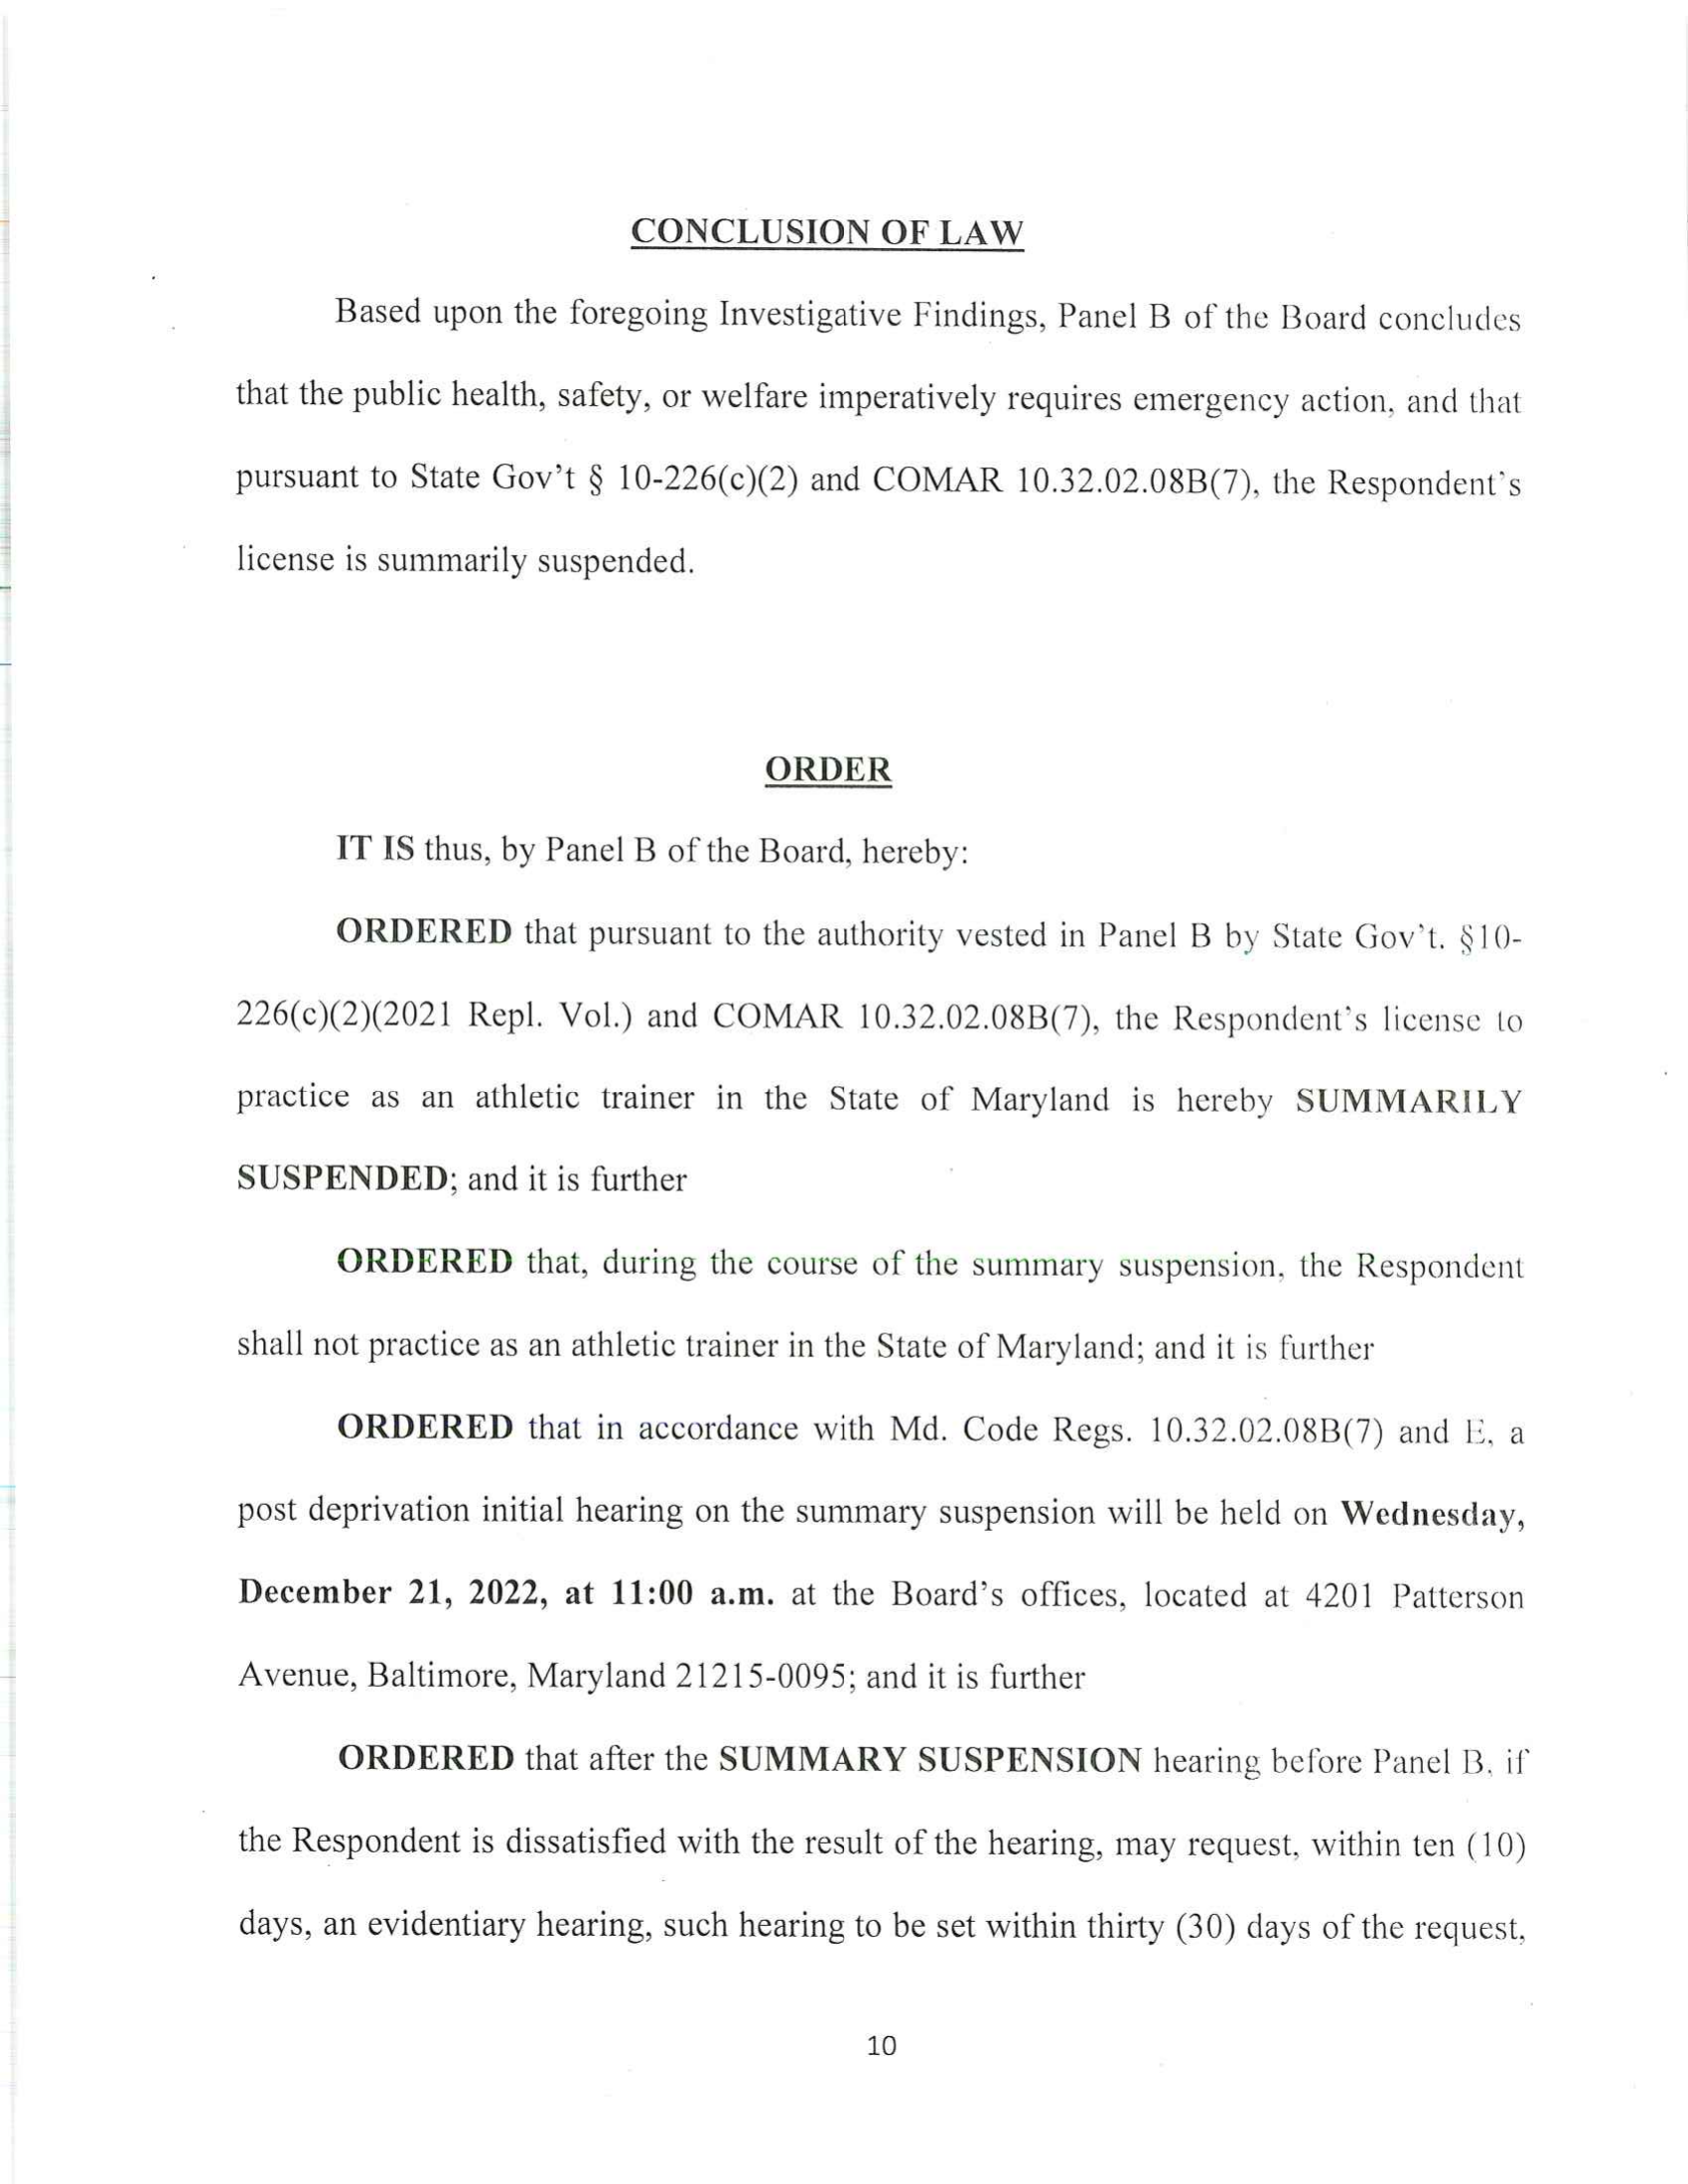 CONCLUSION OF LAW
Based upon the foregoing Investigative Findings, Panel B of the Board concludes
that the public health, safety, or welfare imperatively requires emergency action, and that
pursuant to State Gov't § 10-226(c)(2) and COMAR 10.32.02.08B(7), the Respondent's
license is summarily suspended.
ORDER
IT IS thus, by Panel B of the Board, hereby:
ORDERED that pursuant to the authority vested in Panel B by State Gov't. §10-
226(c)(2)(2021 Repl. Vol.) and COMAR 10.32.02.08B(7), the Respondent's license to
practice as an athletic trainer in the State of Maryland is hereby SUMMARILY
SUSPENDED; and it is further
ORDERED that, during the course of the summary suspension, the Respondent
shall not practice as an athletic trainer in the State of Maryland; and it is further
ORDERED that in accordance with Md. Code Regs. 10.32.02.08B(7) and E, a
post deprivation initial hearing on the summary suspension will be held on Wednesday,
December 21, 2022, at 11:00 a.m. at the Board's offices, located at 4201 Patterson
Avenue, Baltimore, Maryland 21215-0095; and it is further
ORDERED that after the SUMMARY SUSPENSION hearing before Panel B, if
the Respondent is dissatisfied with the result of the hearing, may request, within ten (10)
days, an evidentiary hearing, such hearing to be set within thirty (30) days of the request,
10